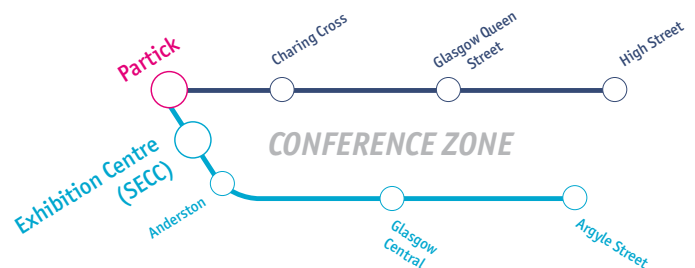 Partick
Charing Cross
Glasgow Queen
Street
High Street
CONFERENCE ZONE
Exhibition Centre
(SECC)
Anderston
Glasgow
Central
Argyle Street